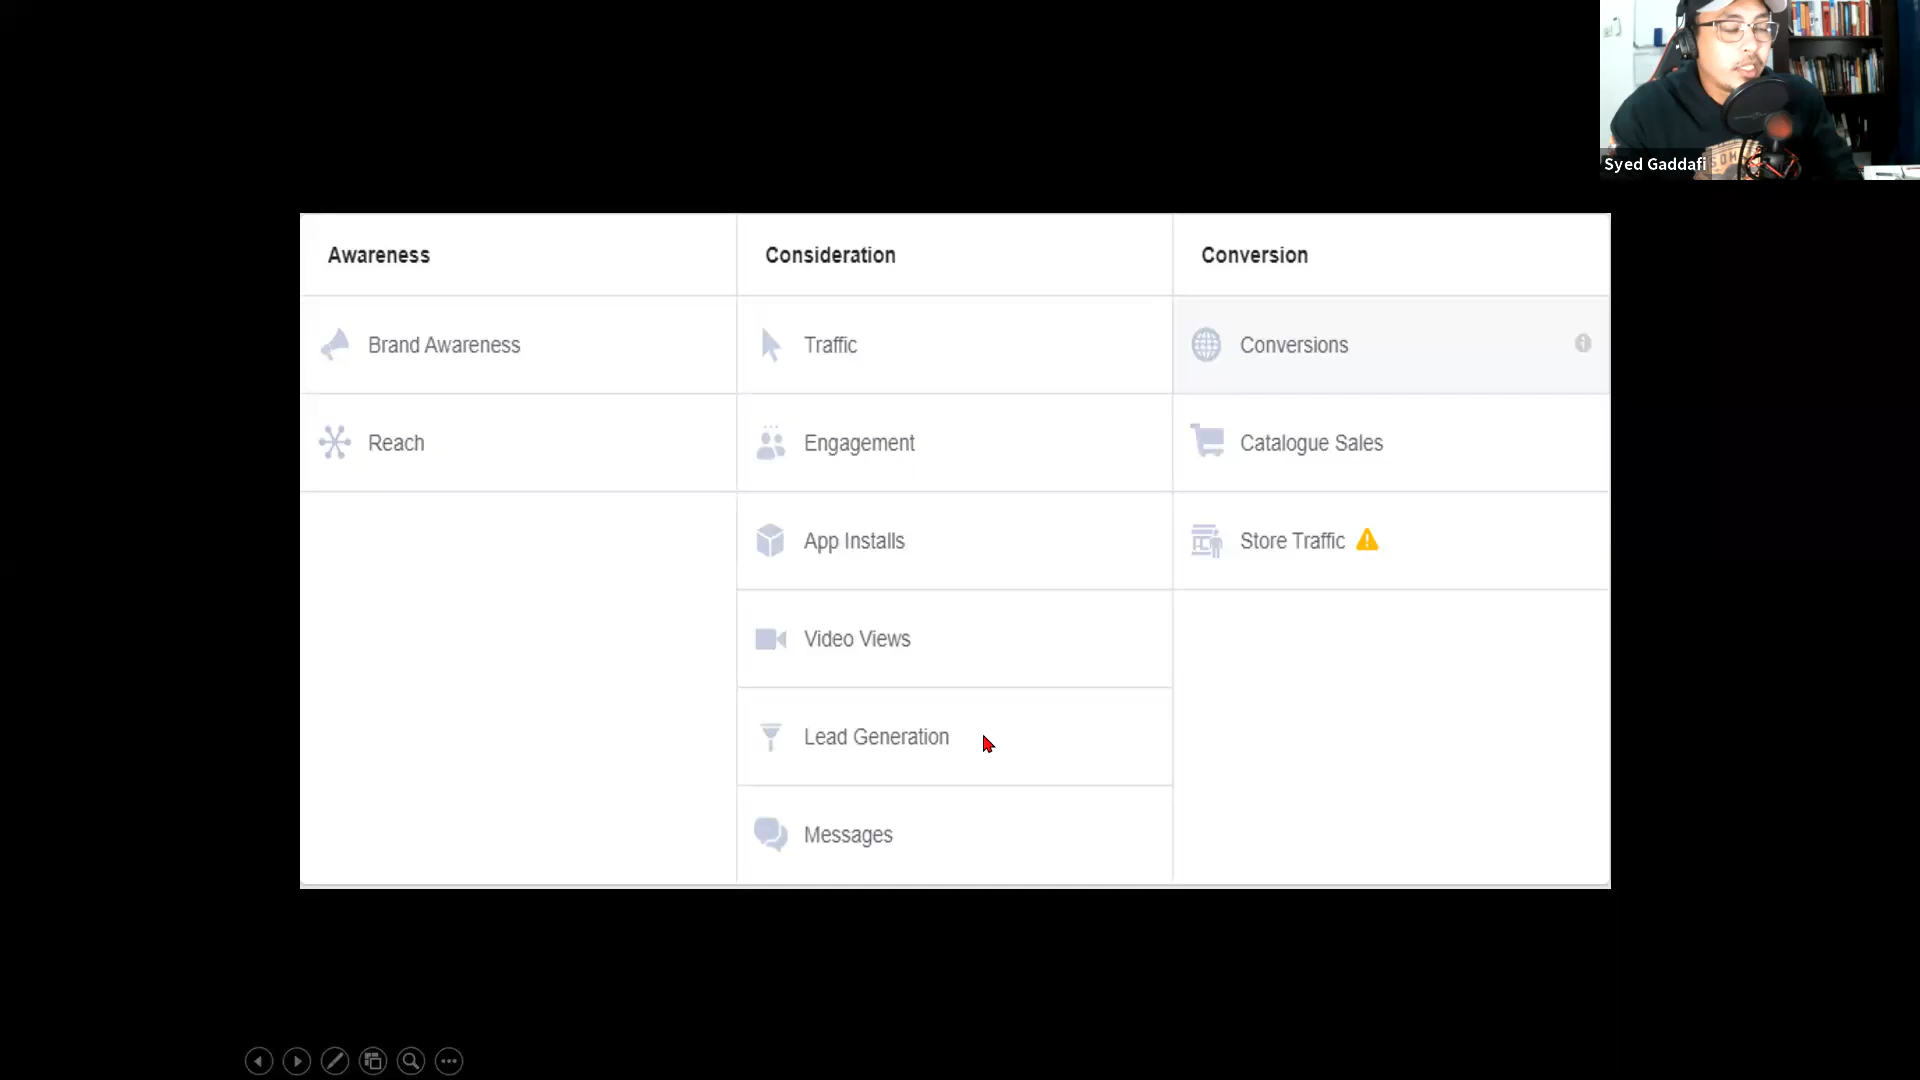 Syed Gaddafi
Awareness
Consideration
Conversion
Brand Awareness
Traffic
Conversions
Reach
Engagement
Catalogue Sales
App Installs
Store Traffic
Video Views
Lead Generation
Messages